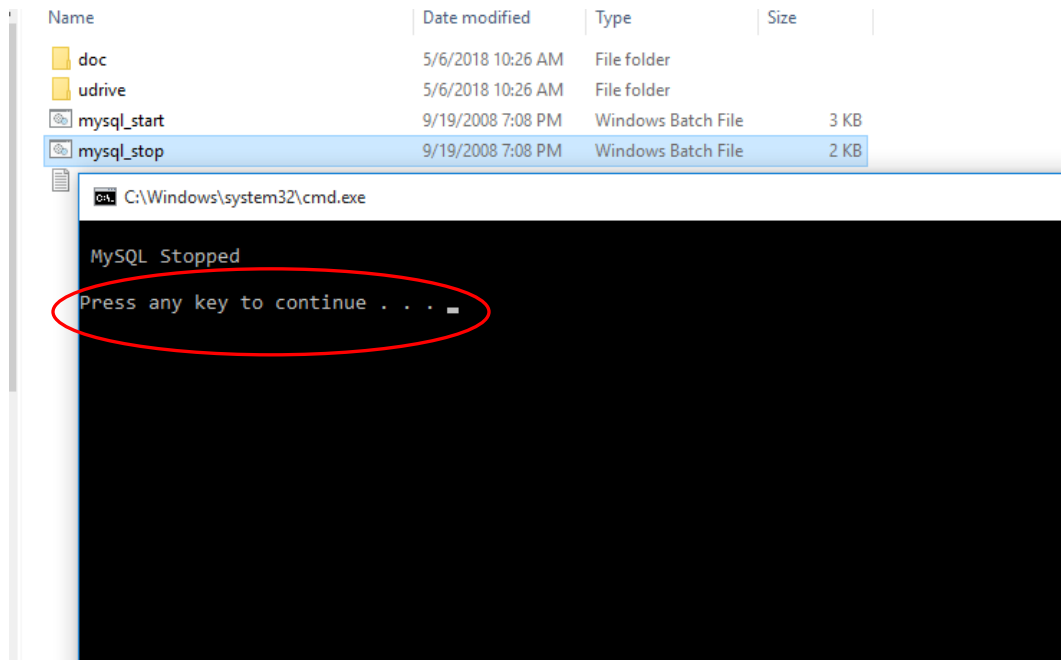 Name Date modified Type Size
doc 5/6/2018 10:26 AM File folder
udrive 5/6/2018 10:26 AM File folder
mysql_start 9/19/2008 7:08 PM Windows Batch File 3 KB
mysql_stop 9/19/2008 7:08 PM Windows Batch File 2 KB
C:\Windows\system32\cmd.exe
MySQL Stopped
Press any key to continue . . .